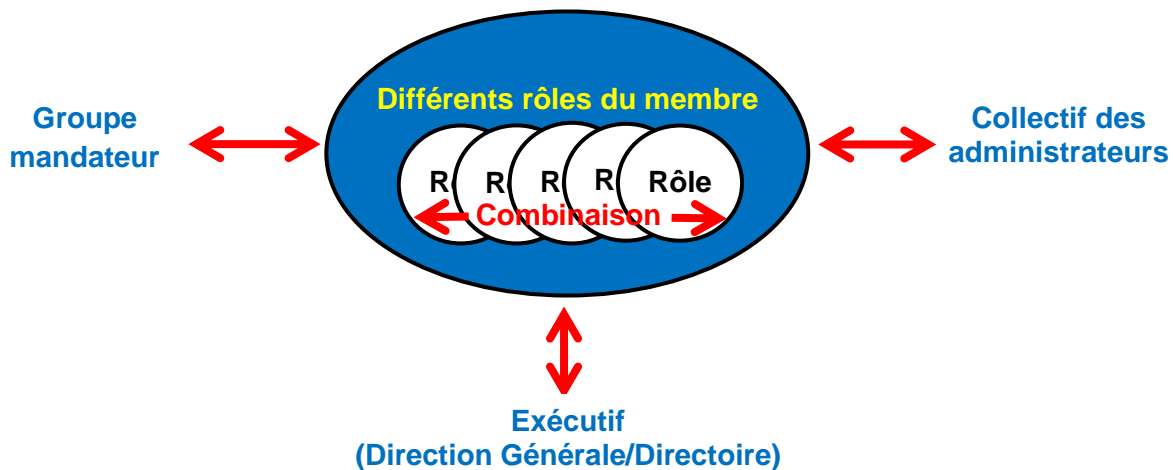 Différents rôles du membre
Groupe
mandateur
Collectif des
administrateurs
R R R R Rôle
Combinaison
Exécutif
(Direction Générale/Directoire)